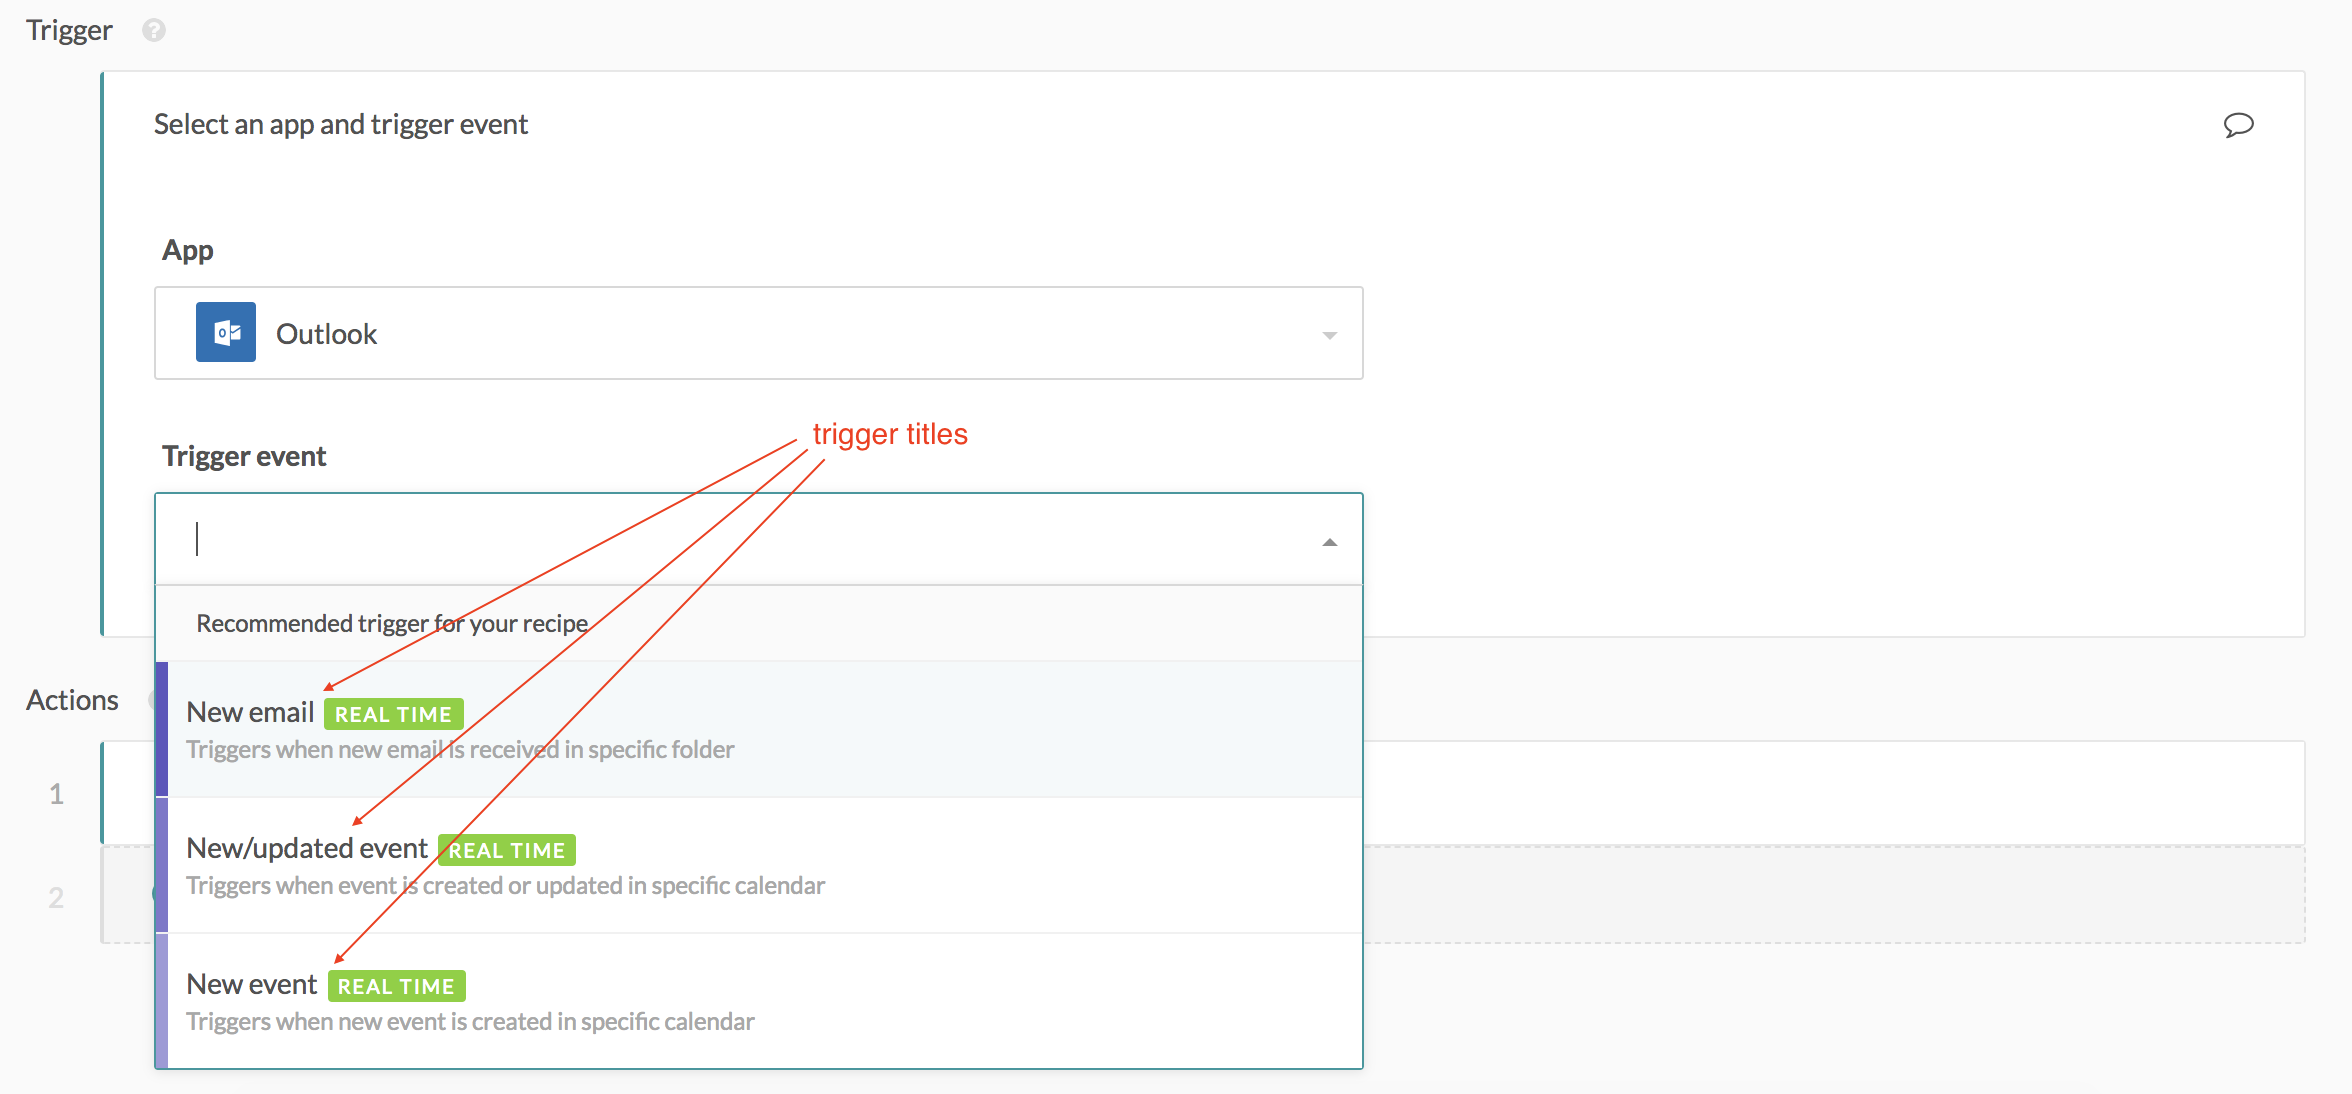 Trigger ?
Select an app and trigger event
App
Outlook
trigger titles
Trigger event
Recommended trigger for your recipe
New email REAL TIME
Triggers when new email is received in specific folder
New/updated event REAL TIME
Triggers when event is created or updated in specific calendar
New event REAL TIME
Triggers when new event is created in specific calendar
Actions
1
2